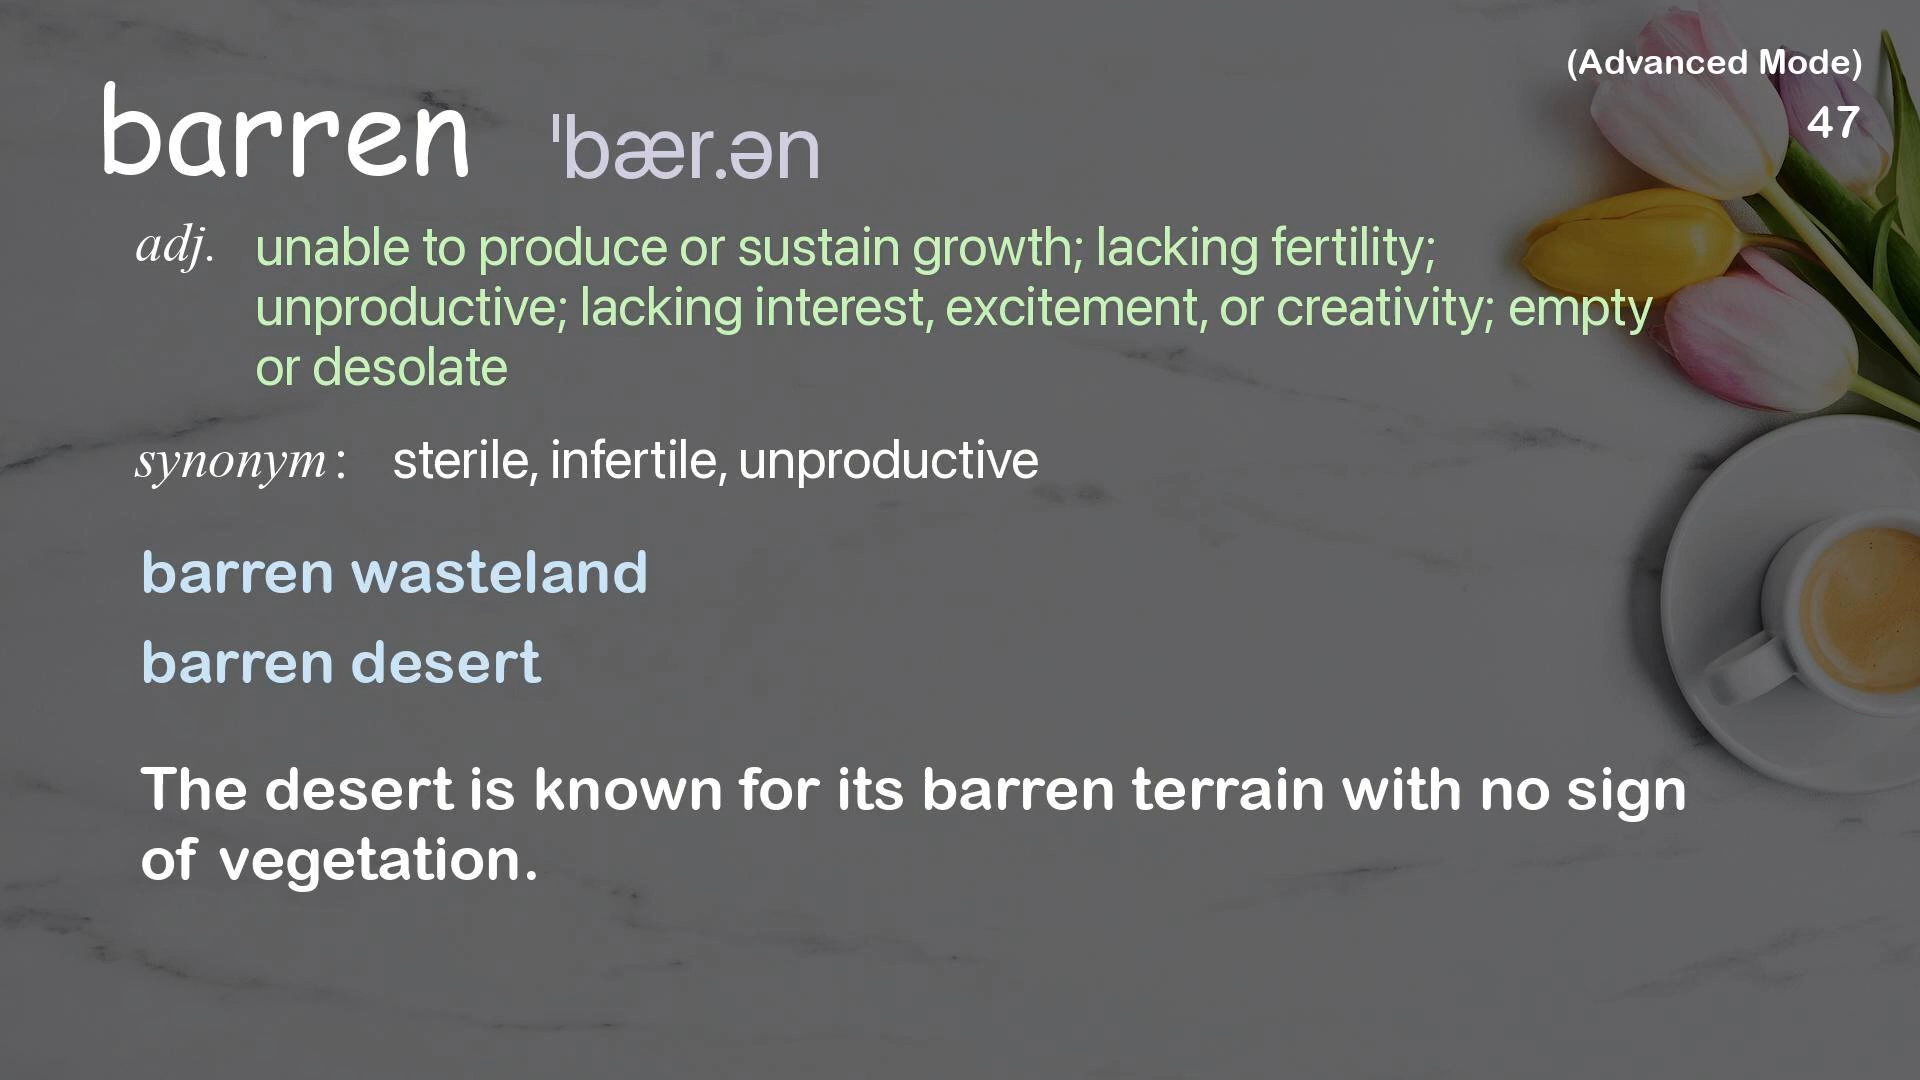 (Advanced Mode)
47
barren ˈbær.ən
adj. unable to produce or sustain growth; lacking fertility;
unproductive; lacking interest, excitement, or creativity; empty
or desolate
synonym: sterile, infertile, unproductive
barren wasteland
barren desert
The desert is known for its barren terrain with no sign
of vegetation.